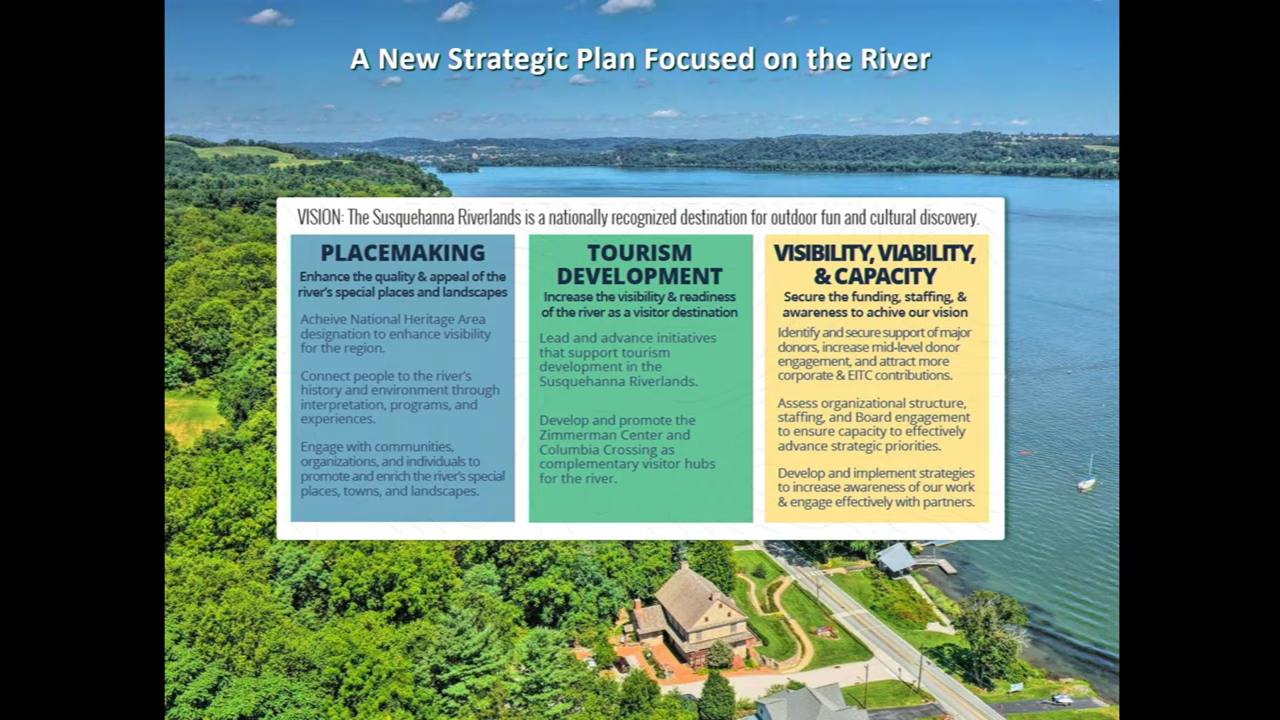 A New Strategic Plan Focused on the River
VISION: The Susquehanna Riverlands is a nationally recognized destination for outdoor fun and cultural discovery.
PLACEMAKING
Enhance the quality & appeal of the
river's special places and landscapes
Acheive National Heritage Area
designation to enhance visibility
for the region.
Connect people to the river's
history and environment through
interpretation, programs, and
experiences.
Engage with communities,
organizations, and individuals to
promote and enrich the river's special
places, towns, and landscapes.
TOURISM
DEVELOPMENT
Increase the visibility & readiness
of the river as a visitor destination
Lead and advance initiatives
that support tourism
development in the
Susquehanna Riverlands.
Develop and promote the
Zimmerman Center and
Columbia Crossing as
complementary visitor hubs
for the river.
VISIBILITY, VIABILITY,
& CAPACITY
Secure the funding, staffing, &
awareness to achive our vision
Identify and secure support of major
donors, increase mid-level donor
engagement, and attract more
corporate & EITC contributions.
Assess organizational structure,
staffing, and Board engagement
to ensure capacity to effectively
advance strategic priorities.
Develop and implement strategies
to increase awareness of our work
& engage effectively with partners.